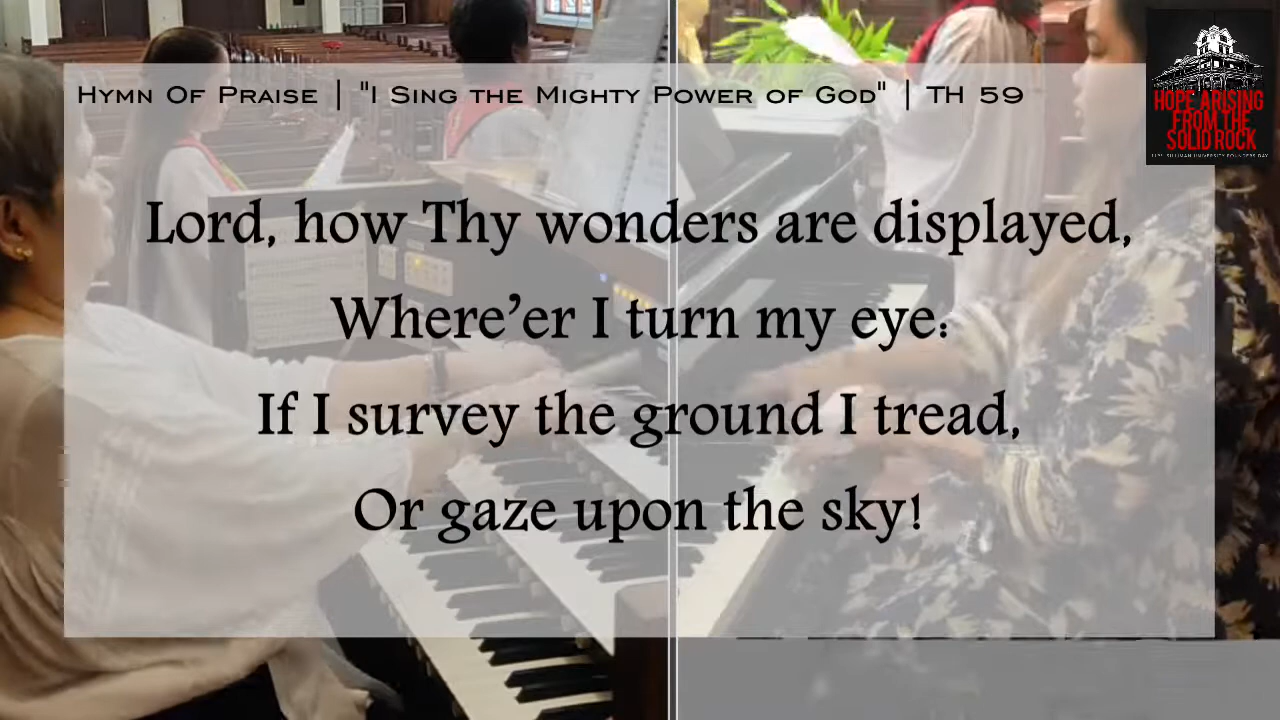 Hymn Of Praise | "I Sing the Mighty Power of God" | TH 59
HOPE ARISING
FROM THE
SOLID ROCK
Lord, how Thy wonders are displayed,
Where’er I turn my eye:
If I survey the ground I tread,
Or gaze upon the sky!